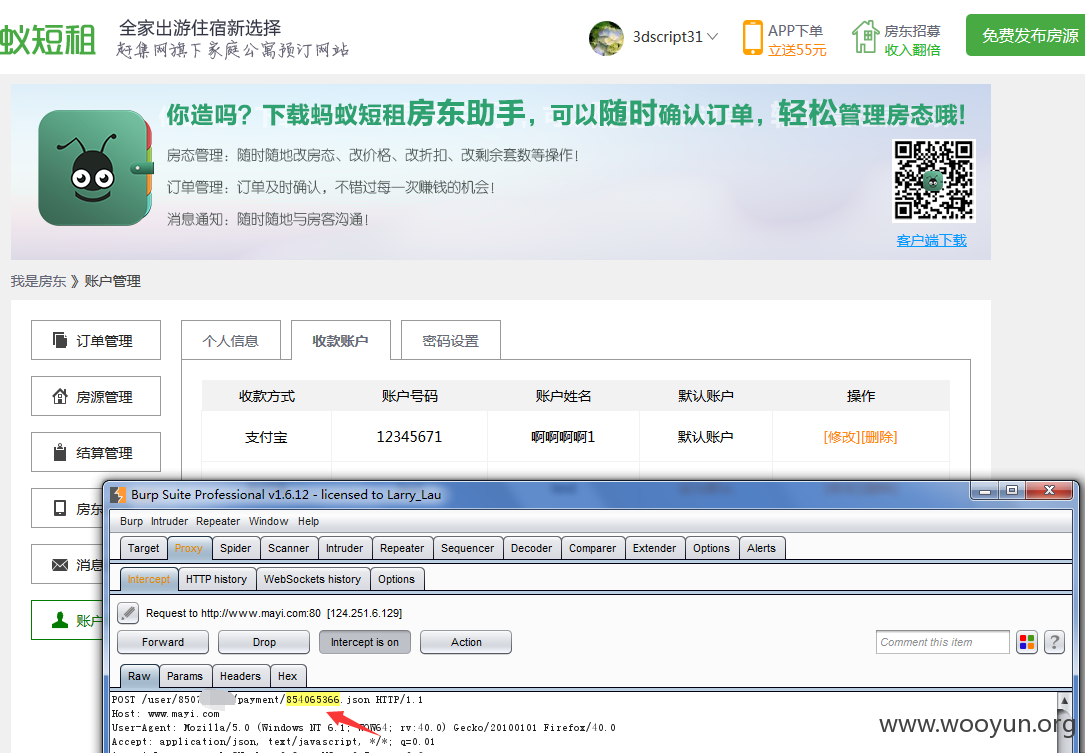 蚁短租
全家出游住宿新选择
赶集网旗下家庭公寓预订网站
3dscript31
APP下单
立送55元
房东招募
收入翻倍
免费发布房源
你造吗？下载蚂蚁短租房东助手，可以随时确认订单，轻松管理房态哦！
房态管理：随时随地改房态、改价格、改折扣、改剩余套数等操作！
订单管理：订单及时确认，不错过每一次赚钱的机会！
消息通知：随时随地与房客沟通！
客户端下载
我是房东 》账户管理
订单管理
房源管理
结算管理
房东
消息
账户
个人信息 收款账户 密码设置
收款方式 账户号码 账户姓名 默认账户 操作
支付宝 12345671 啊啊啊啊1 默认账户 [修改][删除]
Burp Suite Professional v1.6.12 - licensed to Larry_Lau
Burp Intruder Repeater Window Help
Target Proxy Spider Scanner Intruder Repeater Sequencer Decoder Comparer Extender Options Alerts
Intercept HTTP history WebSockets history Options
Request to http://www.mayi.com:80 [124.251.6.129]
Forward Drop Intercept is on Action Comment this item ?
Raw Params Headers Hex
POST /user/8507 /payment/854065366.json HTTP/1.1
Host: www.mayi.com
User-Agent: Mozilla/5.0 (Windows NT 6.1; WOW64; rv:40.0) Gecko/20100101 Firefox/40.0
Accept: application/json, text/javascript, */*; q=0.01
www.wooyun.org